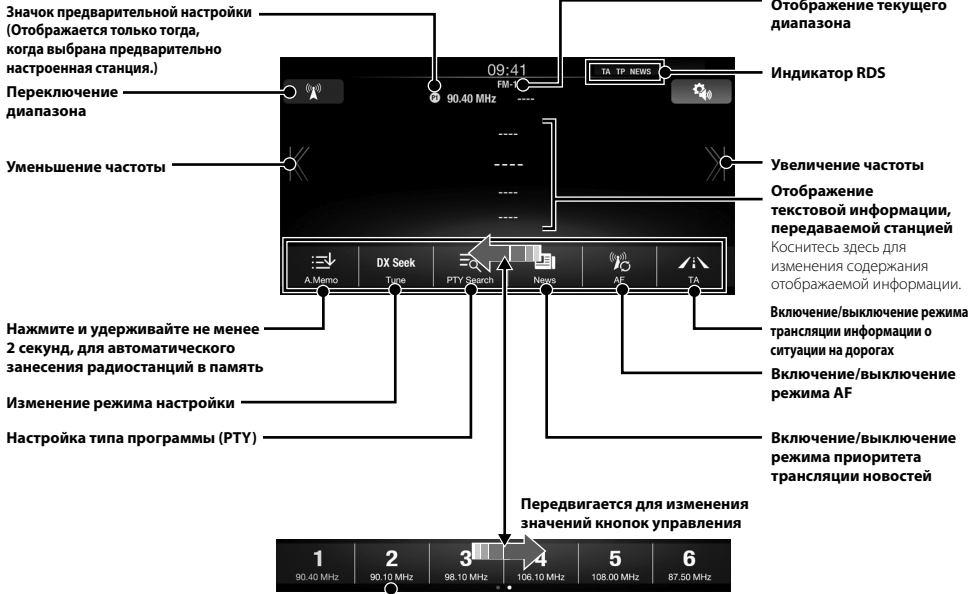 Значок предварительной настройки
(Отображается только тогда,
когда выбрана предварительно
настроенная станция.)
Переключение
диапазона
Уменьшение частоты
Отображение текущего
диапазона
Индикатор RDS
Увеличение частоты
Отображение
текстовой информации,
передаваемой станцией
Коснитесь здесь для
изменения содержания
отображаемой информации.
09:41
TA TP NEWS
FM-1
P1 90.40 MHz ----
----
----
----
----
DX Seek
A.Memo Tune PTY Search News AF TA
Нажмите и удерживайте не менее
2 секунд, для автоматического
занесения радиостанций в память
Изменение режима настройки
Настройка типа программы (PTY)
Включение/выключение режима
трансляции информации о
ситуации на дорогах
Включение/выключение
режима AF
Включение/выключение
режима приоритета
трансляции новостей
Передвигается для изменения
значений кнопок управления
1 2 3 4 5 6
90.40 MHz 90.10 MHz 98.10 MHz 106.10 MHz 108.00 MHz 87.50 MHz